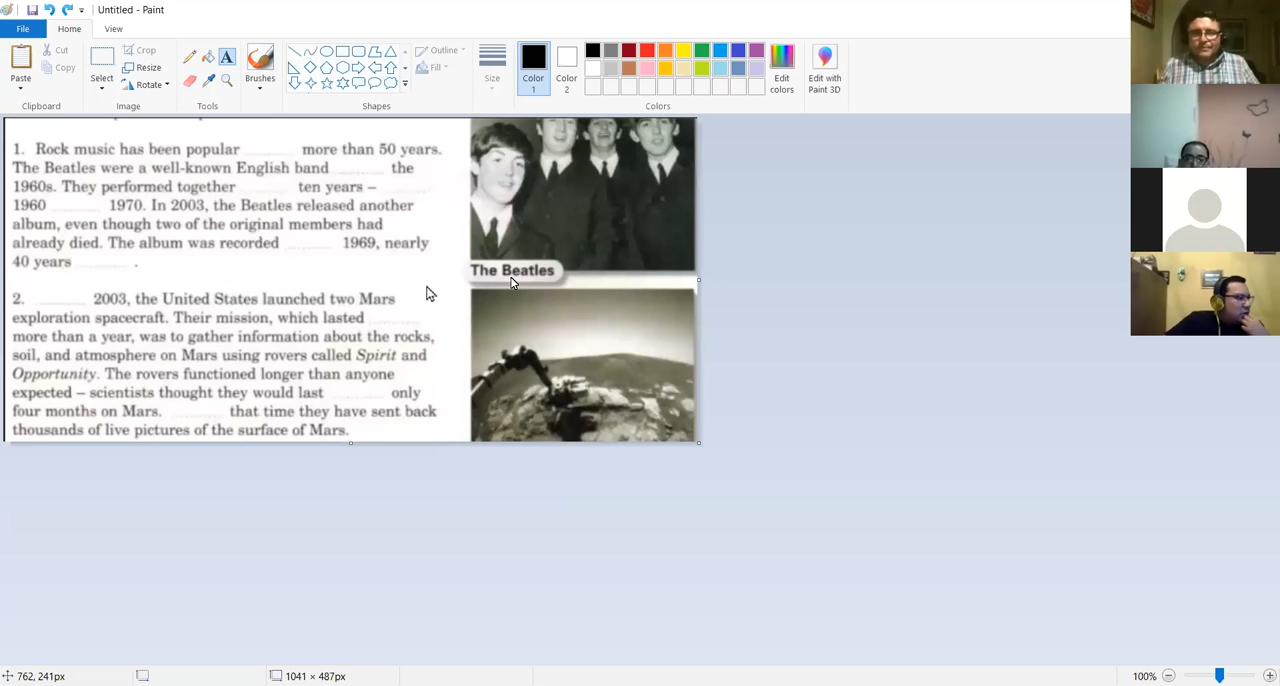 Untitled - Paint
File Home View
Paste Cut Copy Select Crop Resize Rotate Brushes Outline Fill Size Color 1 Color 2 Edit colors Edit with Paint 3D
Clipboard Image Tools Shapes Colors
1. Rock music has been popular more than 50 years.
The Beatles were a well-known English band the
1960s. They performed together ten years –
1960 1970. In 2003, the Beatles released another
album, even though two of the original members had
already died. The album was recorded 1969, nearly
40 years .
The Beatles
2. 2003, the United States launched two Mars
exploration spacecraft. Their mission, which lasted
more than a year, was to gather information about the rocks,
soil, and atmosphere on Mars using rovers called Spirit and
Opportunity. The rovers functioned longer than anyone
expected – scientists thought they would last only
four months on Mars. that time they have sent back
thousands of live pictures of the surface of Mars.
762, 241px 1041 × 487px 100%